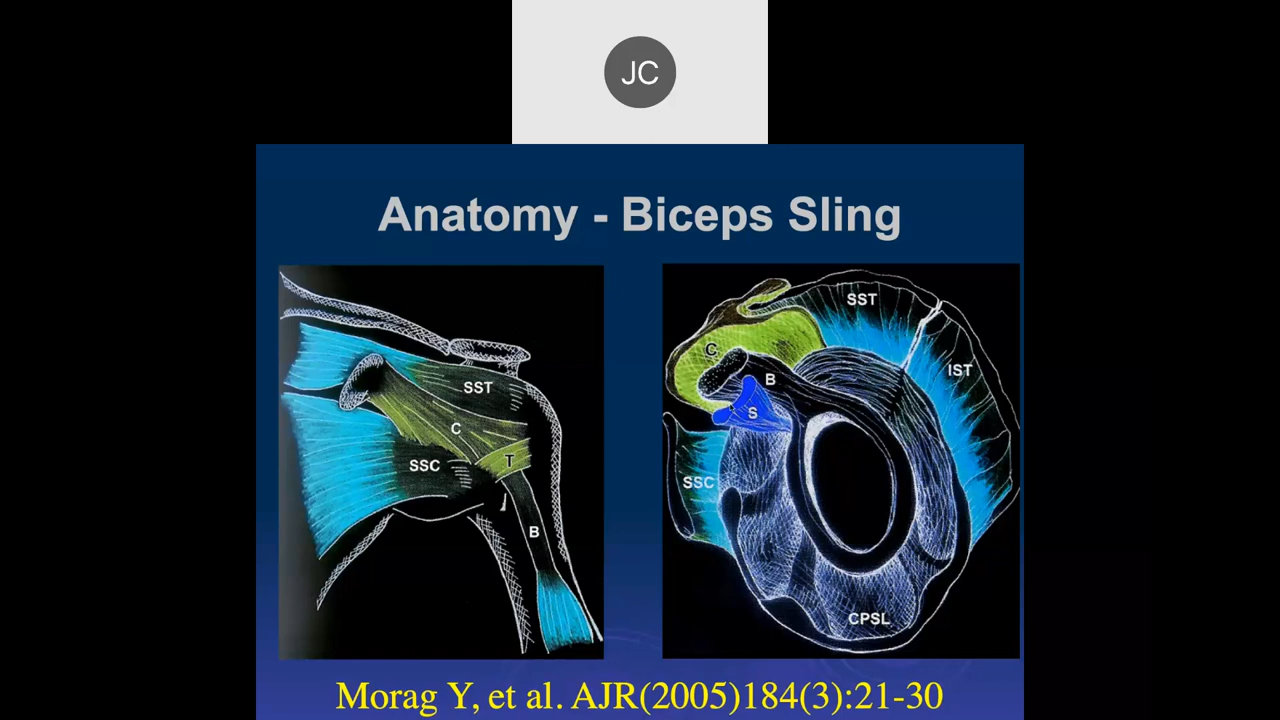 JC
Anatomy - Biceps Sling
SST
C
SSC
T
B
SST
C
B
IST
S
SSC
CPSL
Morag Y, et al. AJR(2005)184(3):21-30